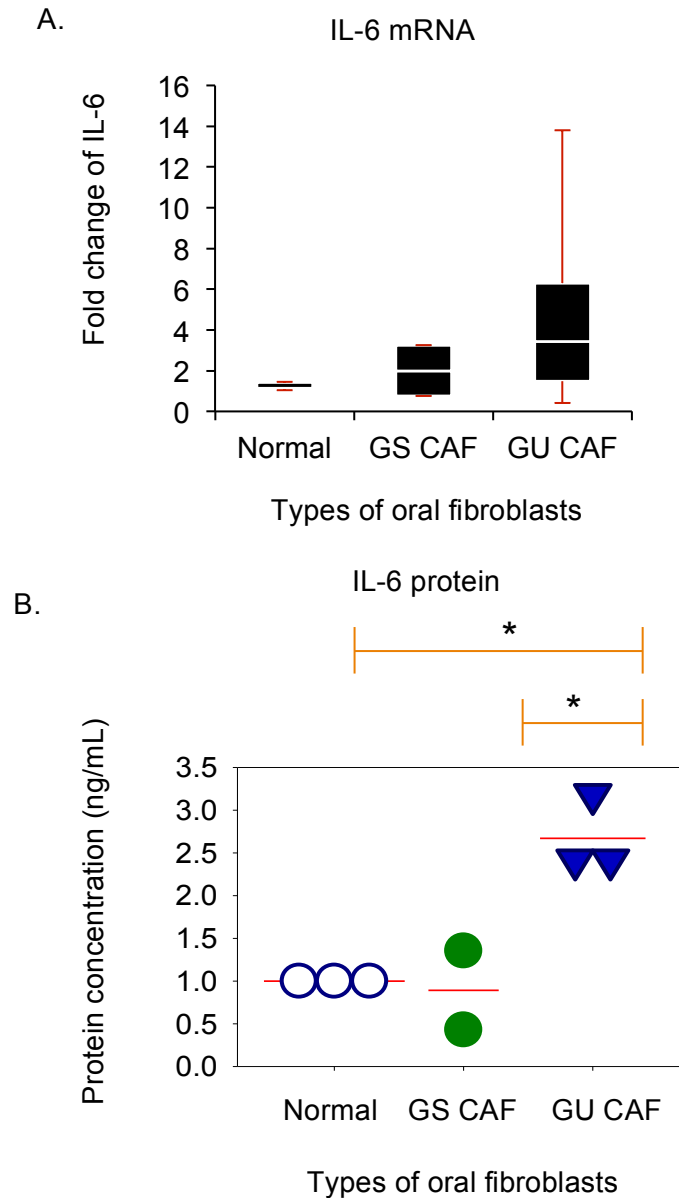 A.
IL-6 mRNA
Fold change of IL-6
16
14
12
10
8
6
4
2
0
Normal GS CAF GU CAF
Types of oral fibroblasts
B.
IL-6 protein
*
*
Protein concentration (ng/mL)
3.5
3.0
2.5
2.0
1.5
1.0
0.5
0.0
Normal GS CAF GU CAF
Types of oral fibroblasts